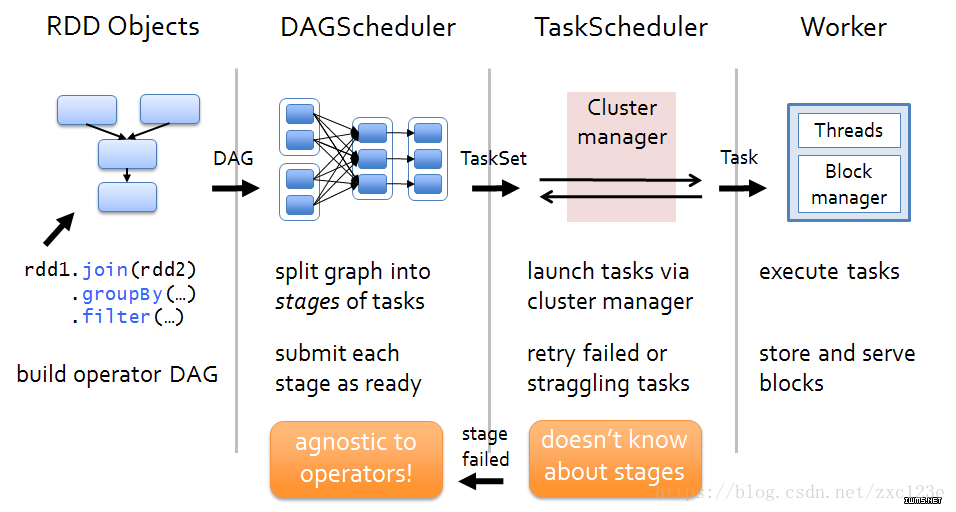 RDD Objects
DAGScheduler
TaskScheduler
Worker
DAG
TaskSet
Cluster
manager
Task
Threads
Block
manager
rdd1.join(rdd2)
.groupBy(…)
.filter(…)
build operator DAG
split graph into
stages of tasks
submit each
stage as ready
launch tasks via
cluster manager
retry failed or
straggling tasks
execute tasks
store and serve
blocks
agnostic to
operators!
stage
failed
doesn't know
about stages
https://blog.csdn.net/zxc123e
IWMS.NET